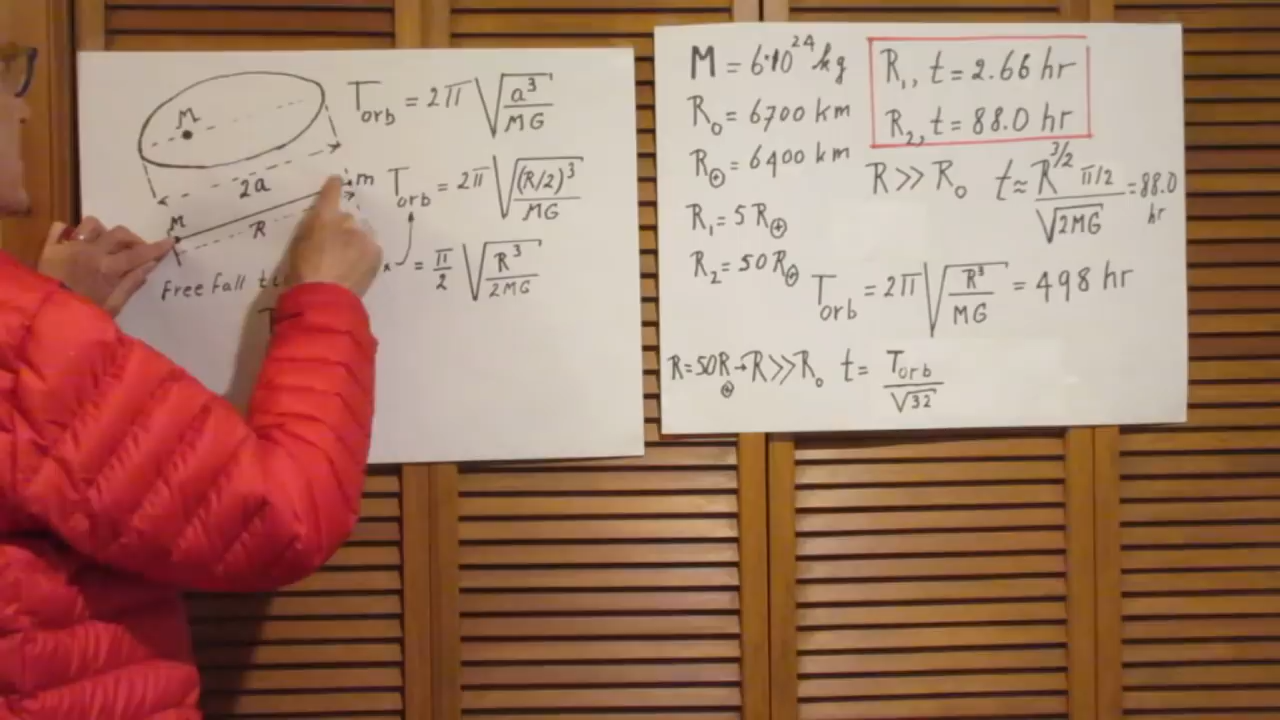 M
2a
T_orb = 2π √(a³/MG)
m
M
R
T_orb = 2π √((R/2)³/MG)
Free fall
= π/2 √(R³/2MG)
M = 6·10²⁴ kg
R₀ = 6700 km
R⊕ = 6400 km
R₁ = 5 R⊕
R₂ = 50 R⊕
R₁, t = 2.66 hr
R₂, t = 88.0 hr
R >> R₀ t ≈ R^(3/2) π/2 / √(2MG) = 88.0 hr
T_orb = 2π √(R³/MG) = 498 hr
R = 50R⊕ → R >> R₀ t = T_orb/√32